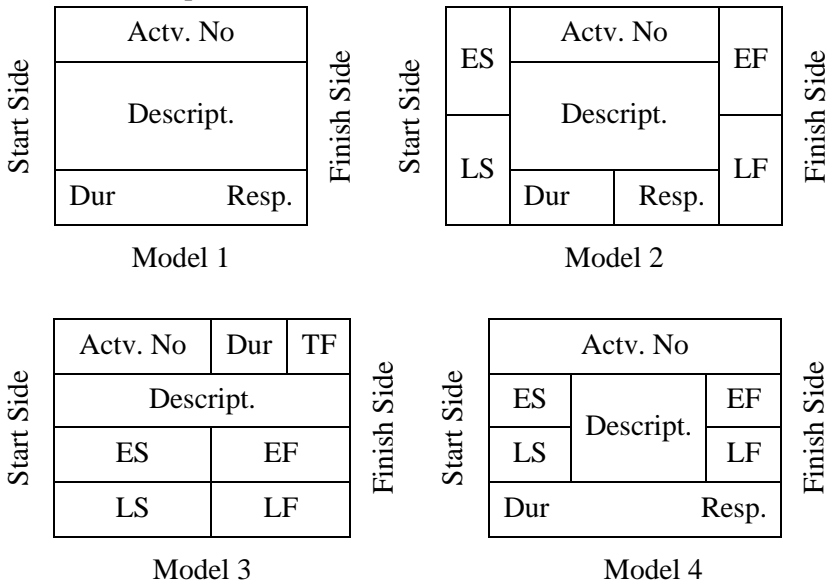 Start Side
Actv. No
Descript.
Dur Resp.
Finish Side
Model 1
Start Side
ES
LS
Actv. No
Descript.
Dur Resp.
EF
LF
Finish Side
Model 2
Start Side
Actv. No Dur TF
Descript.
ES EF
LS LF
Finish Side
Model 3
Start Side
Actv. No
ES Descript. EF
LS LF
Dur Resp.
Finish Side
Model 4